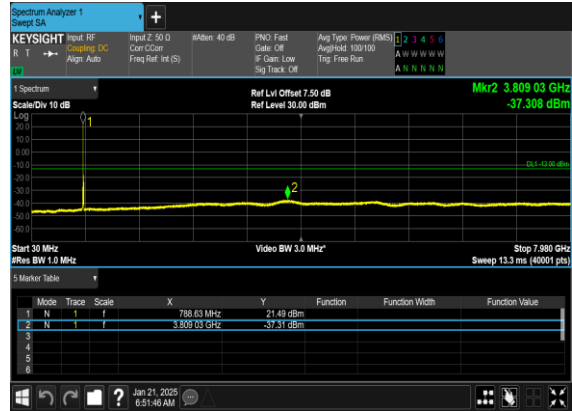 Spectrum Analyzer 1
Swept SA
+
KEYSIGHT Input: RF Input Z: 50 Ω #Atten: 40 dB PNO: Fast Avg Type: Power (RMS) 1 2 3 4 5 6
R T Coupling: DC Corr CCorr Gate: Off Avg|Hold: 100/100 A W W W W W
Align: Auto Freq Ref: Int (S) IF Gain: Low Trig: Free Run
Sig Track: Off A N N N N N
1 Spectrum Ref Lvl Offset 7.50 dB Mkr2 3.809 03 GHz
Scale/Div 10 dB Ref Level 30.00 dBm -37.308 dBm
Log
1
20.0
10.0
0.00
-10.0
DL1 -13.00 dBm
-20.0
-30.0
2
-40.0
-50.0
-60.0
Start 30 MHz Video BW 3.0 MHz* Stop 7.980 GHz
#Res BW 1.0 MHz Sweep 13.3 ms (40001 pts)
5 Marker Table
Mode Trace Scale X Y Function Function Width Function Value
1 N 1 f 788.63 MHz 21.49 dBm
2 N 1 f 3.809 03 GHz -37.31 dBm
3
4
5
6
? Jan 21, 2025
6:51:46 AM